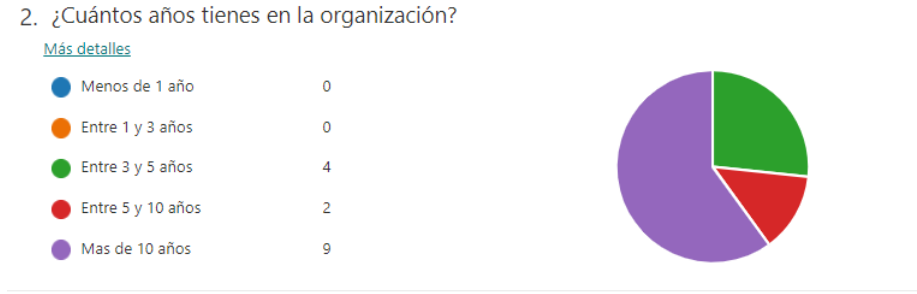 2. ¿Cuántos años tienes en la organización?
Más detalles
Menos de 1 año 0
Entre 1 y 3 años 0
Entre 3 y 5 años 4
Entre 5 y 10 años 2
Mas de 10 años 9